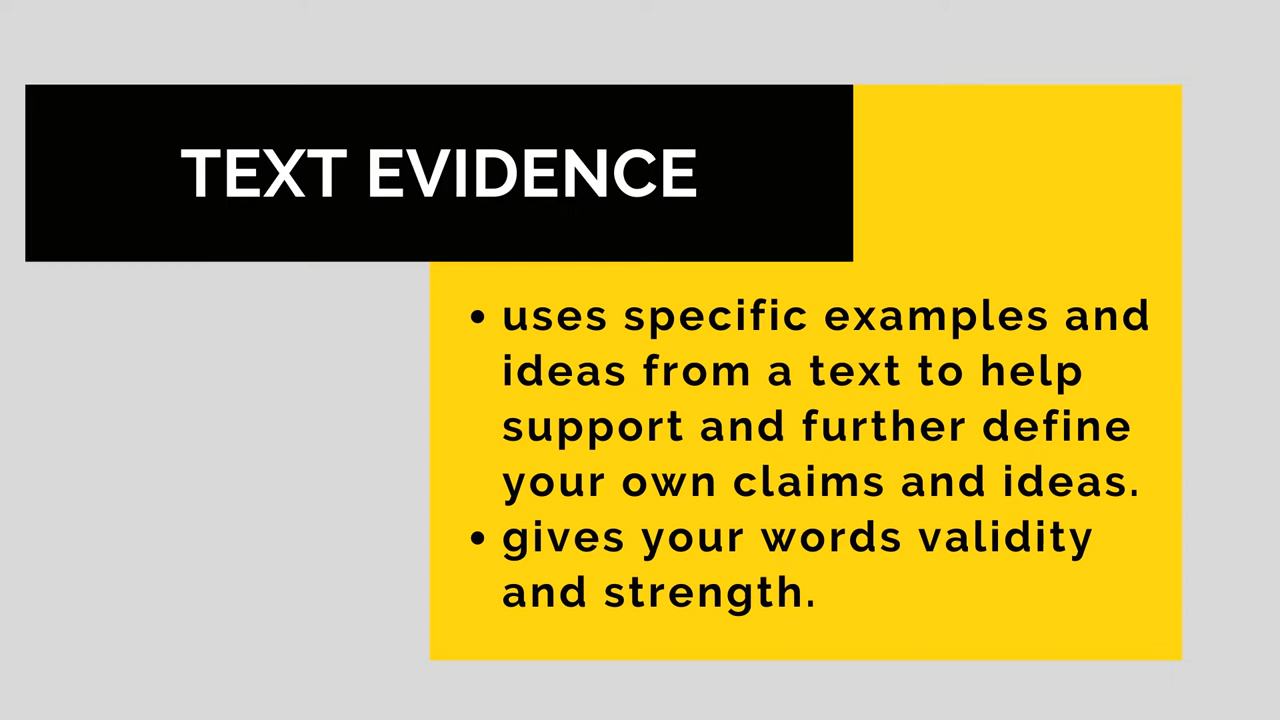 TEXT EVIDENCE
• uses specific examples and
ideas from a text to help
support and further define
your own claims and ideas.
• gives your words validity
and strength.